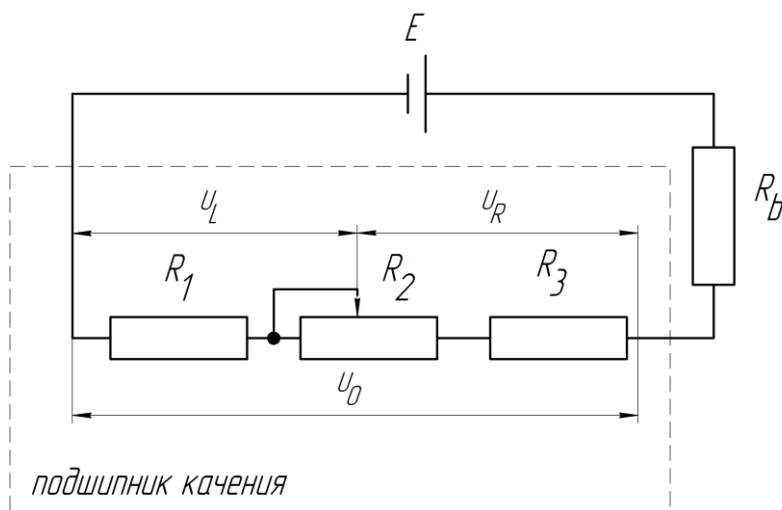 E
R_b
U_L
U_R
R_1
R_2
R_3
U_0
подшипник качения